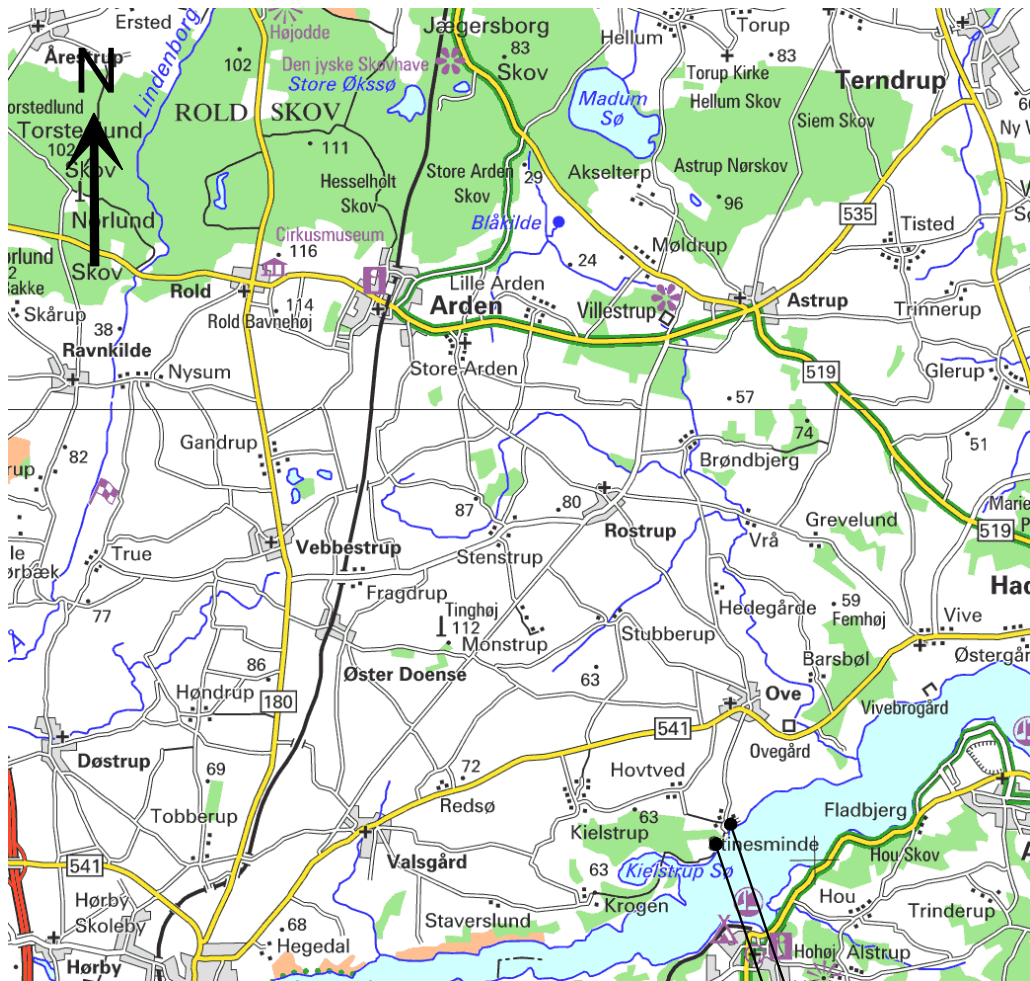 Ersted
Højodde
Jægersborg
Hellum
Torup
Årestrup
N
Lindenborg
102
Den jyske Skovhave
83
Skov
Store Økssø
Torup Kirke
83
Terndrup
Hellum Skov
Madum
Sø
ROLD SKOV
Siem Skov
Ny V
102
Skov
111
Hesselholt
Skov
Store Arden
Skov
29
Akselterp
Astrup Nørskov
96
Nørlund
Skov
Blåkilde
535
Tisted
Cirkusmuseum
116
Møldrup
24
Skårup
Rold
114
Rold Bavnehøj
Lille Arden
Arden
Villestrup
Astrup
Trinnerup
38
Ravnkilde
Nysum
Store Arden
519
Glerup
57
74
51
Gandrup
82
Brøndbjerg
87
80
Rostrup
Grevelund
Marie
519
True
Vebbestrup
Stenstrup
Vrå
Fragdrup
Hedegårde
Had
77
Tinghøj
112
Monstrup
Stubberup
59
Femhøj
Vive
Å
86
Øster Doense
63
Barsbøl
Østergår
Høndrup
180
Ove
Vivebrogård
541
Ovegård
Døstrup
69
72
Hovtved
Tobberup
Redsø
63
Fladbjerg
Kielstrup
541
Valsgård
63
Kielstrup Sø
tinesminde
Hou Skov
Hørby
Skoleby
Krogen
Hou
Trinderup
Staverslund
68
Hegedal
Hørby
Hohøj
Alstrup